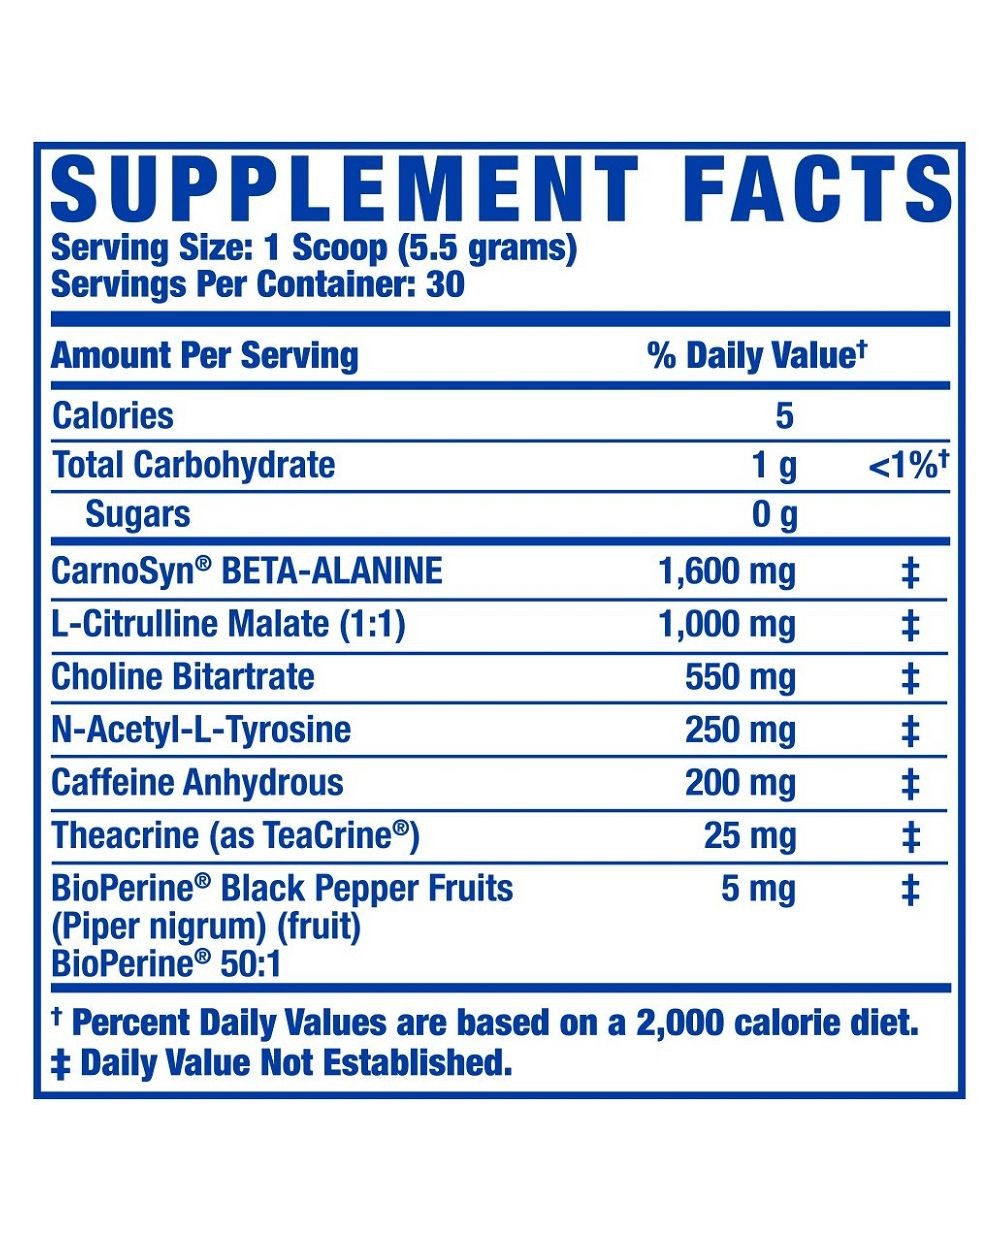 SUPPLEMENT FACTS
Serving Size: 1 Scoop (5.5 grams)
Servings Per Container: 30
Amount Per Serving % Daily Value†
Calories 5
Total Carbohydrate 1 g <1%†
Sugars 0 g
CarnoSyn® BETA-ALANINE 1,600 mg ‡
L-Citrulline Malate (1:1) 1,000 mg ‡
Choline Bitartrate 550 mg ‡
N-Acetyl-L-Tyrosine 250 mg ‡
Caffeine Anhydrous 200 mg ‡
Theacrine (as TeaCrine®) 25 mg ‡
BioPerine® Black Pepper Fruits 5 mg ‡
(Piper nigrum) (fruit)
BioPerine® 50:1
† Percent Daily Values are based on a 2,000 calorie diet.
‡ Daily Value Not Established.